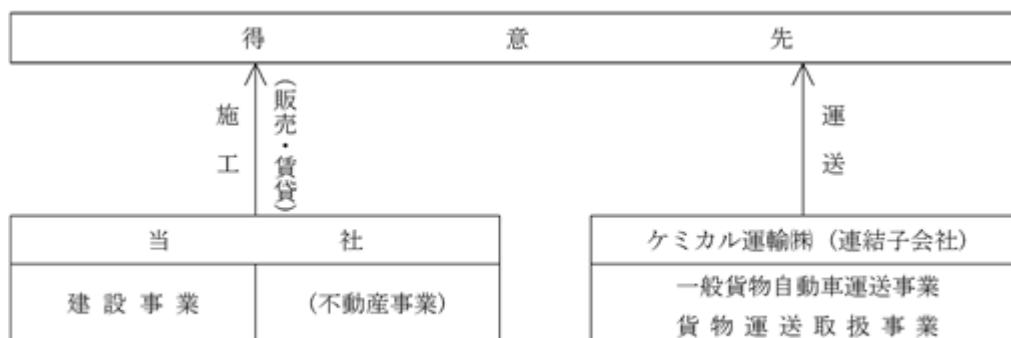 得意先
施工
(販売・賃貸)
運送
当社
ケミカル運輸㈱(連結子会社)
建設事業
(不動産事業)
一般貨物自動車運送事業
貨物運送取扱事業